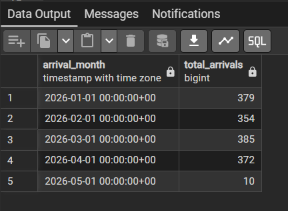 Data Output Messages Notifications
SQL
arrival_month total_arrivals
timestamp with time zone bigint
1 2026-01-01 00:00:00+00 379
2 2026-02-01 00:00:00+00 354
3 2026-03-01 00:00:00+00 385
4 2026-04-01 00:00:00+00 372
5 2026-05-01 00:00:00+00 10